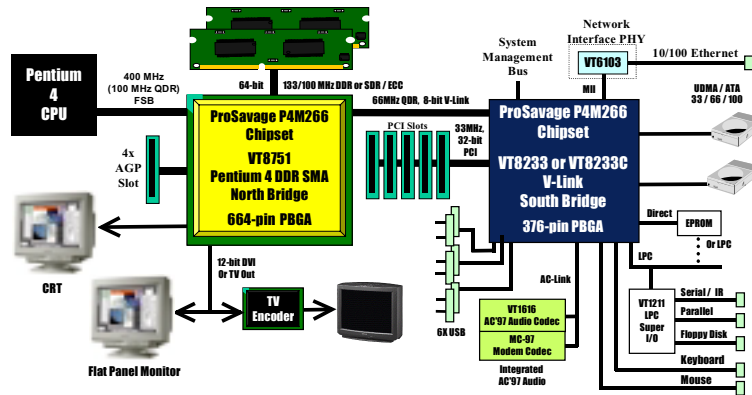 Pentium
4
CPU
400 MHz
(100 MHz QDR)
FSB
64-bit
133/100 MHz DDR or SDR / ECC
ProSavage P4M266
Chipset
VT8751
Pentium 4 DDR SMA
North Bridge
664-pin PBGA
4x
AGP
Slot
CRT
12-bit DVI
Or TV Out
Flat Panel Monitor
TV
Encoder
66MHz QDR, 8-bit V-Link
PCI Slots
33MHz,
32-bit
PCI
System
Management
Bus
Network
Interface PHY
VT6103
MII
10/100 Ethernet
ProSavage P4M266
Chipset
VT8233 or VT8233C
V-Link
South Bridge
376-pin PBGA
UDMA / ATA
33 / 66 / 100
Direct
EPROM
Or LPC
LPC
6X USB
AC-Link
VT1616
AC'97 Audio Codec
MC-97
Modem Codec
Integrated
AC'97 Audio
VT1211
LPC
Super
I/O
Serial / IR
Parallel
Floppy Disk
Keyboard
Mouse